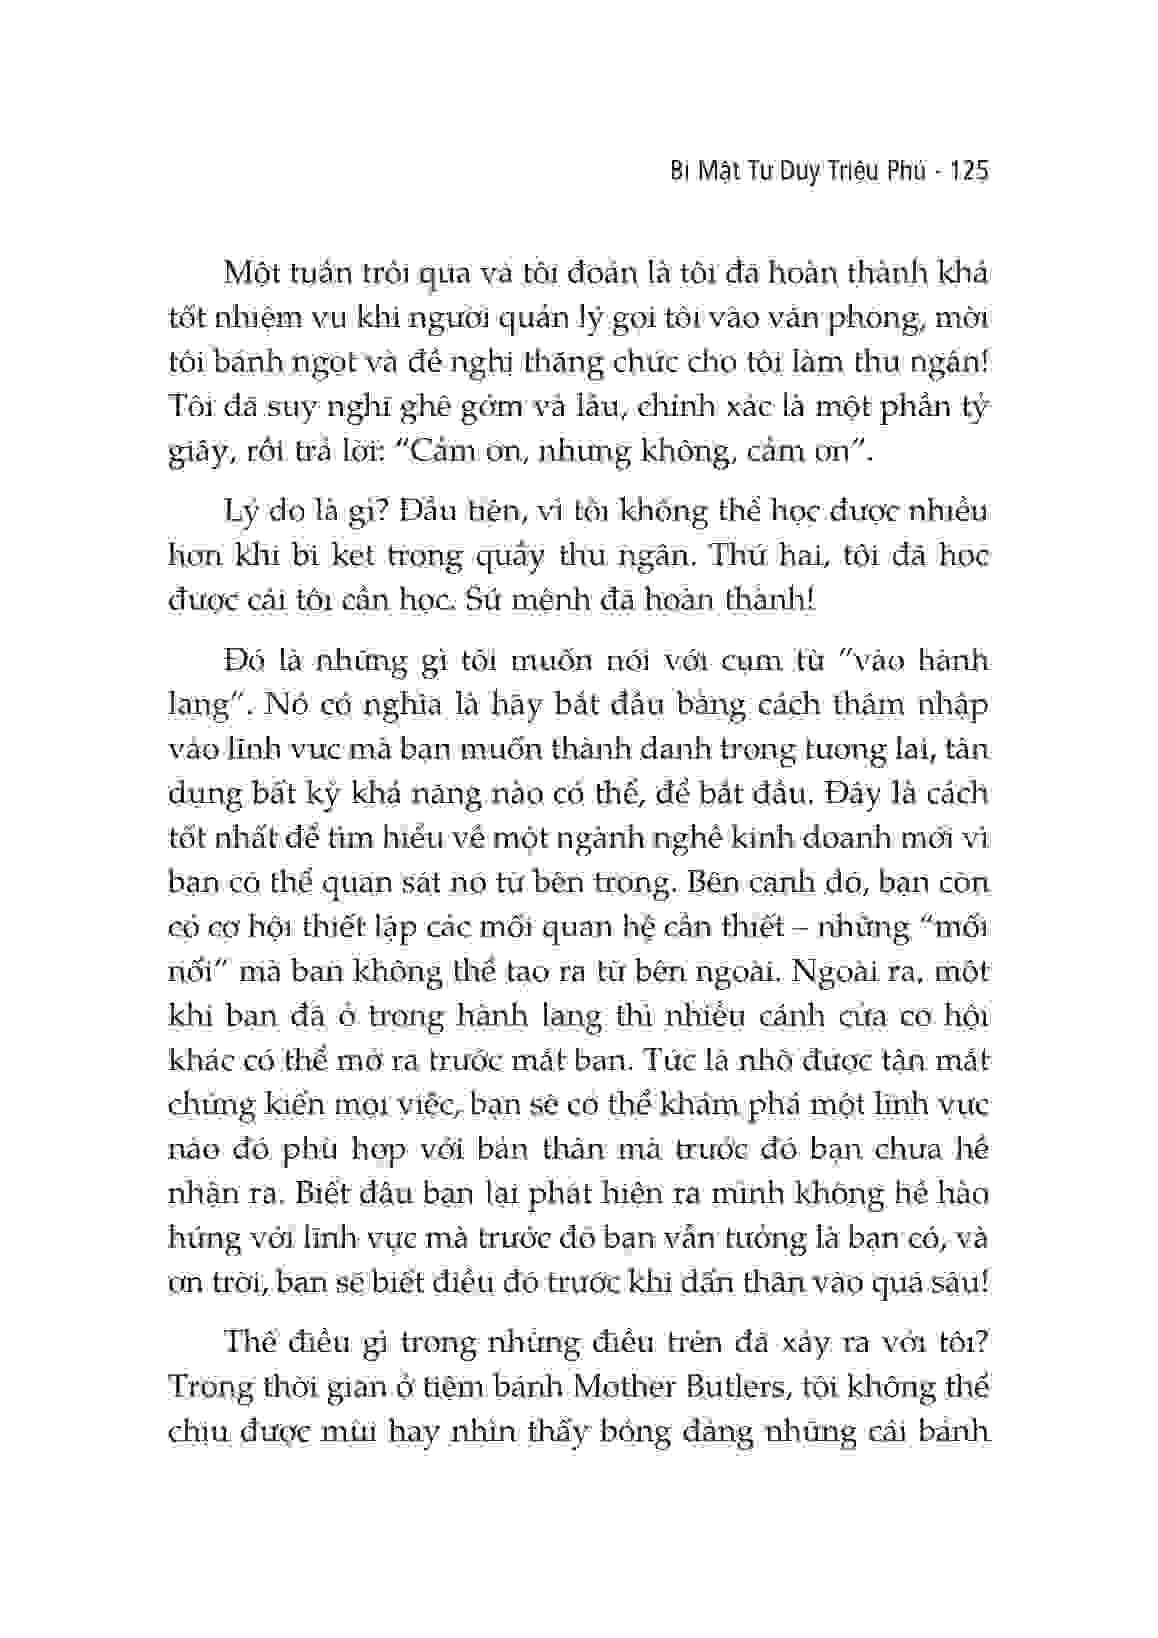 Bí Mật Tư Duy Triệu Phú - 125
Một tuần trôi qua và tôi đoán là tôi đã hoàn thành khá
tốt nhiệm vụ khi người quản lý gọi tôi vào văn phòng, mời
tôi bánh ngọt và đề nghị thăng chức cho tôi làm thu ngân!
Tôi đã suy nghĩ ghê gớm và lâu, chính xác là một phần tỷ
giây, rồi trả lời: “Cảm ơn, nhưng không, cảm ơn”.
Lý do là gì? Đầu tiên, vì tôi không thể học được nhiều
hơn khi bị kẹt trong quầy thu ngân. Thứ hai, tôi đã học
được cái tôi cần học. Sứ mệnh đã hoàn thành!
Đó là những gì tôi muốn nói với cụm từ “vào hành
lang”. Nó có nghĩa là hãy bắt đầu bằng cách thâm nhập
vào lĩnh vực mà bạn muốn thành danh trong tương lai, tận
dụng bất kỳ khả năng nào có thể, để bắt đầu. Đây là cách
tốt nhất để tìm hiểu về một ngành nghề kinh doanh mới vì
bạn có thể quan sát nó từ bên trong. Bên cạnh đó, bạn còn
có cơ hội thiết lập các mối quan hệ cần thiết – những “mối
nối” mà bạn không thể tạo ra từ bên ngoài. Ngoài ra, một
khi bạn đã ở trong hành lang thì nhiều cánh cửa cơ hội
khác có thể mở ra trước mắt bạn. Tức là nhờ được tận mắt
chứng kiến mọi việc, bạn sẽ có thể khám phá một lĩnh vực
nào đó phù hợp với bản thân mà trước đó bạn chưa hề
nhận ra. Biết đâu bạn lại phát hiện ra mình không hề hào
hứng với lĩnh vực mà trước đó bạn vẫn tưởng là bạn có, và
ơn trời, bạn sẽ biết điều đó trước khi dấn thân vào quá sâu!
Thế điều gì trong những điều trên đã xảy ra với tôi?
Trong thời gian ở tiệm bánh Mother Butlers, tôi không thể
chịu được mùi hay nhìn thấy bóng dáng những cái bánh